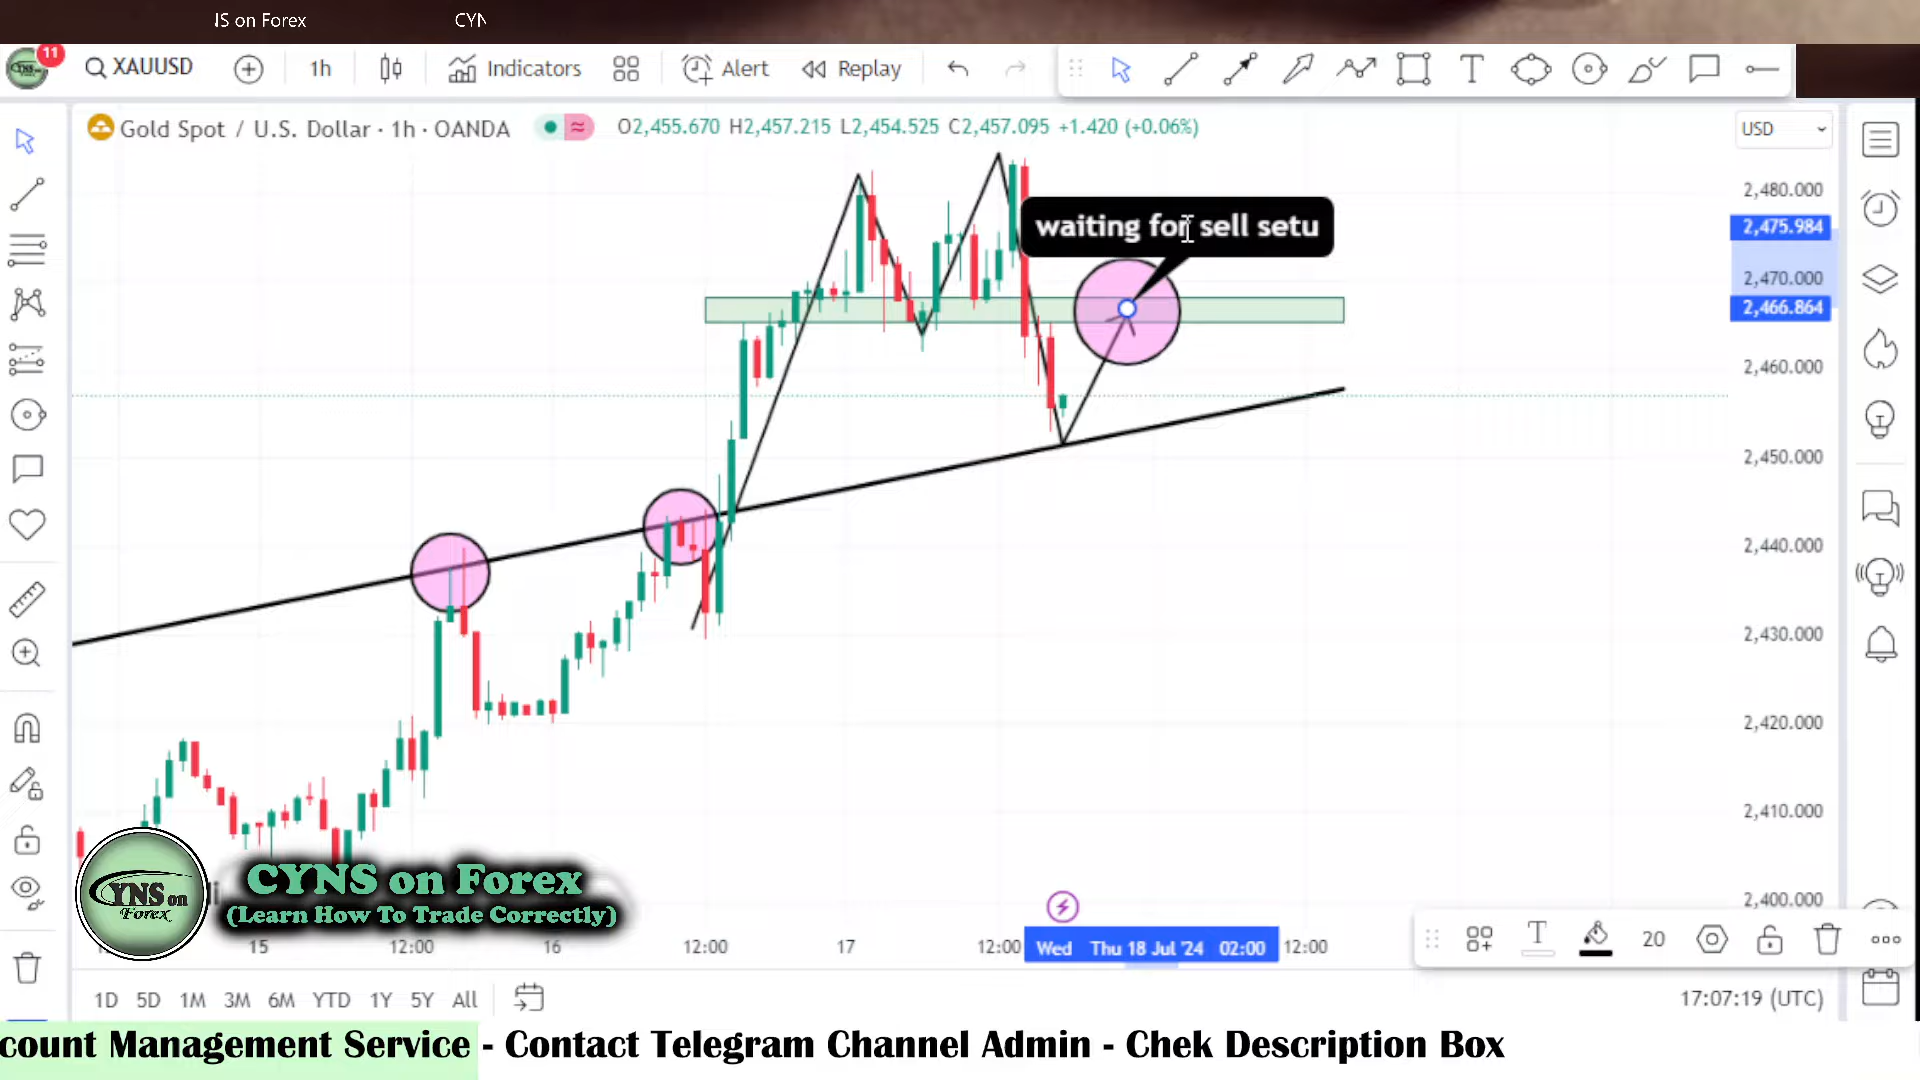 IS on Forex CYN
11
XAUUSD 1h Indicators Alert Replay
Gold Spot / U.S. Dollar · 1h · OANDA O2,455.670 H2,457.215 L2,454.525 C2,457.095 +1.420 (+0.06%)
USD
2,480.000
waiting for sell setu
2,475.984
2,470.000
2,466.864
2,460.000
2,450.000
2,440.000
2,430.000
2,420.000
2,410.000
2,400.000
CYNS on Forex
(Learn How To Trade Correctly)
YNS on
Forex
15 12:00 16 12:00 17 12:00 Wed Thu 18 Jul '24 02:00 12:00
20
1D 5D 1M 3M 6M YTD 1Y 5Y All
17:07:19 (UTC)
count Management Service - Contact Telegram Channel Admin - Chek Description Box